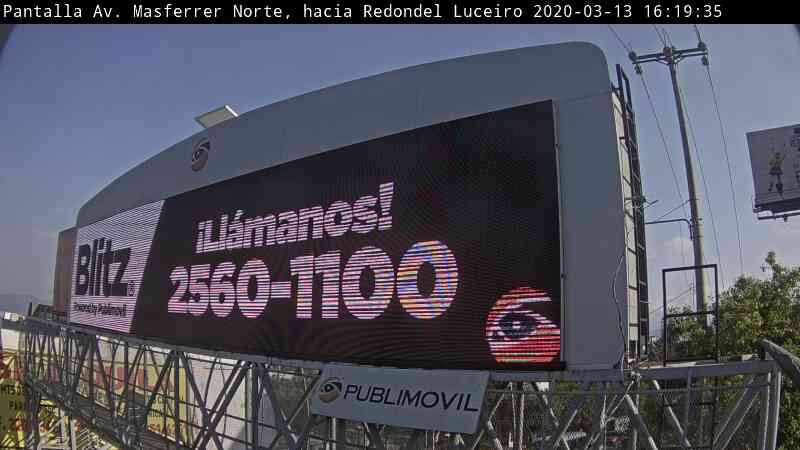 Pantalla Av. Masferrer Norte, hacia Redondel Luceiro 2020-03-13 16:19:35
¡Llámanos!
2560-1100
Blitz
Powered by Publimovil
PUBLIMOVIL